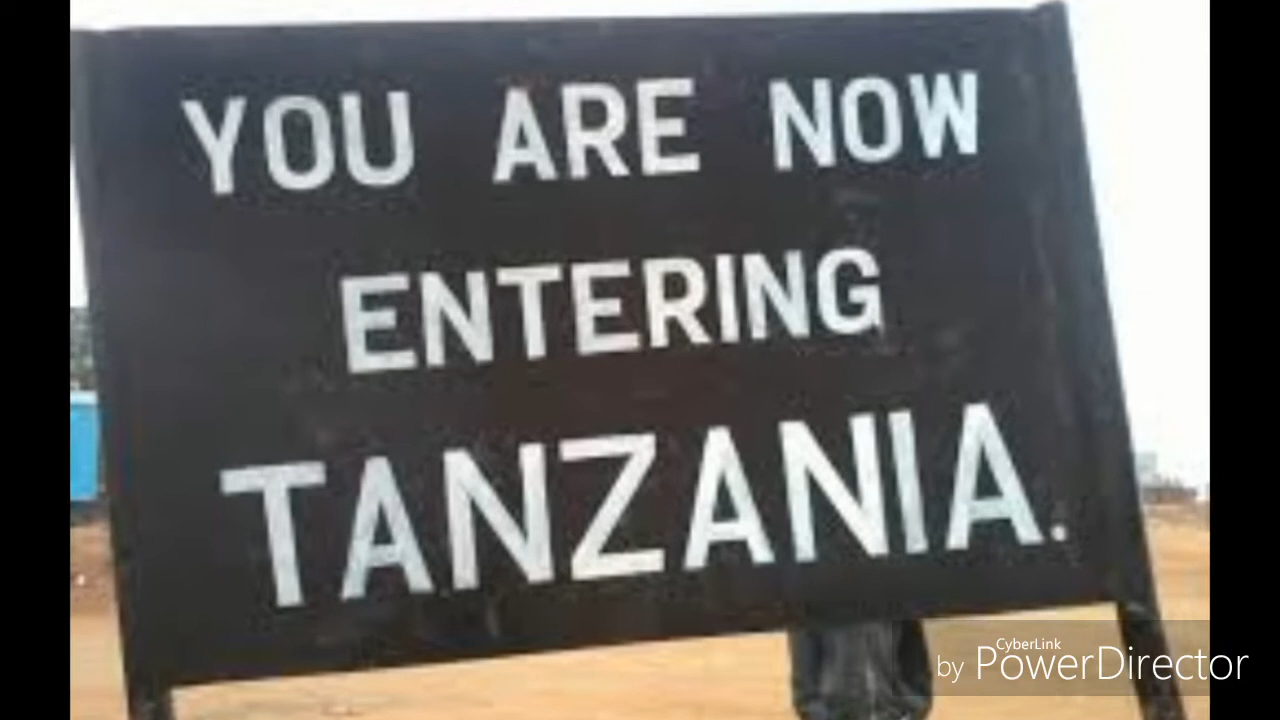 YOU ARE NOW
ENTERING
TANZANIA.
CyberLink
by PowerDirector